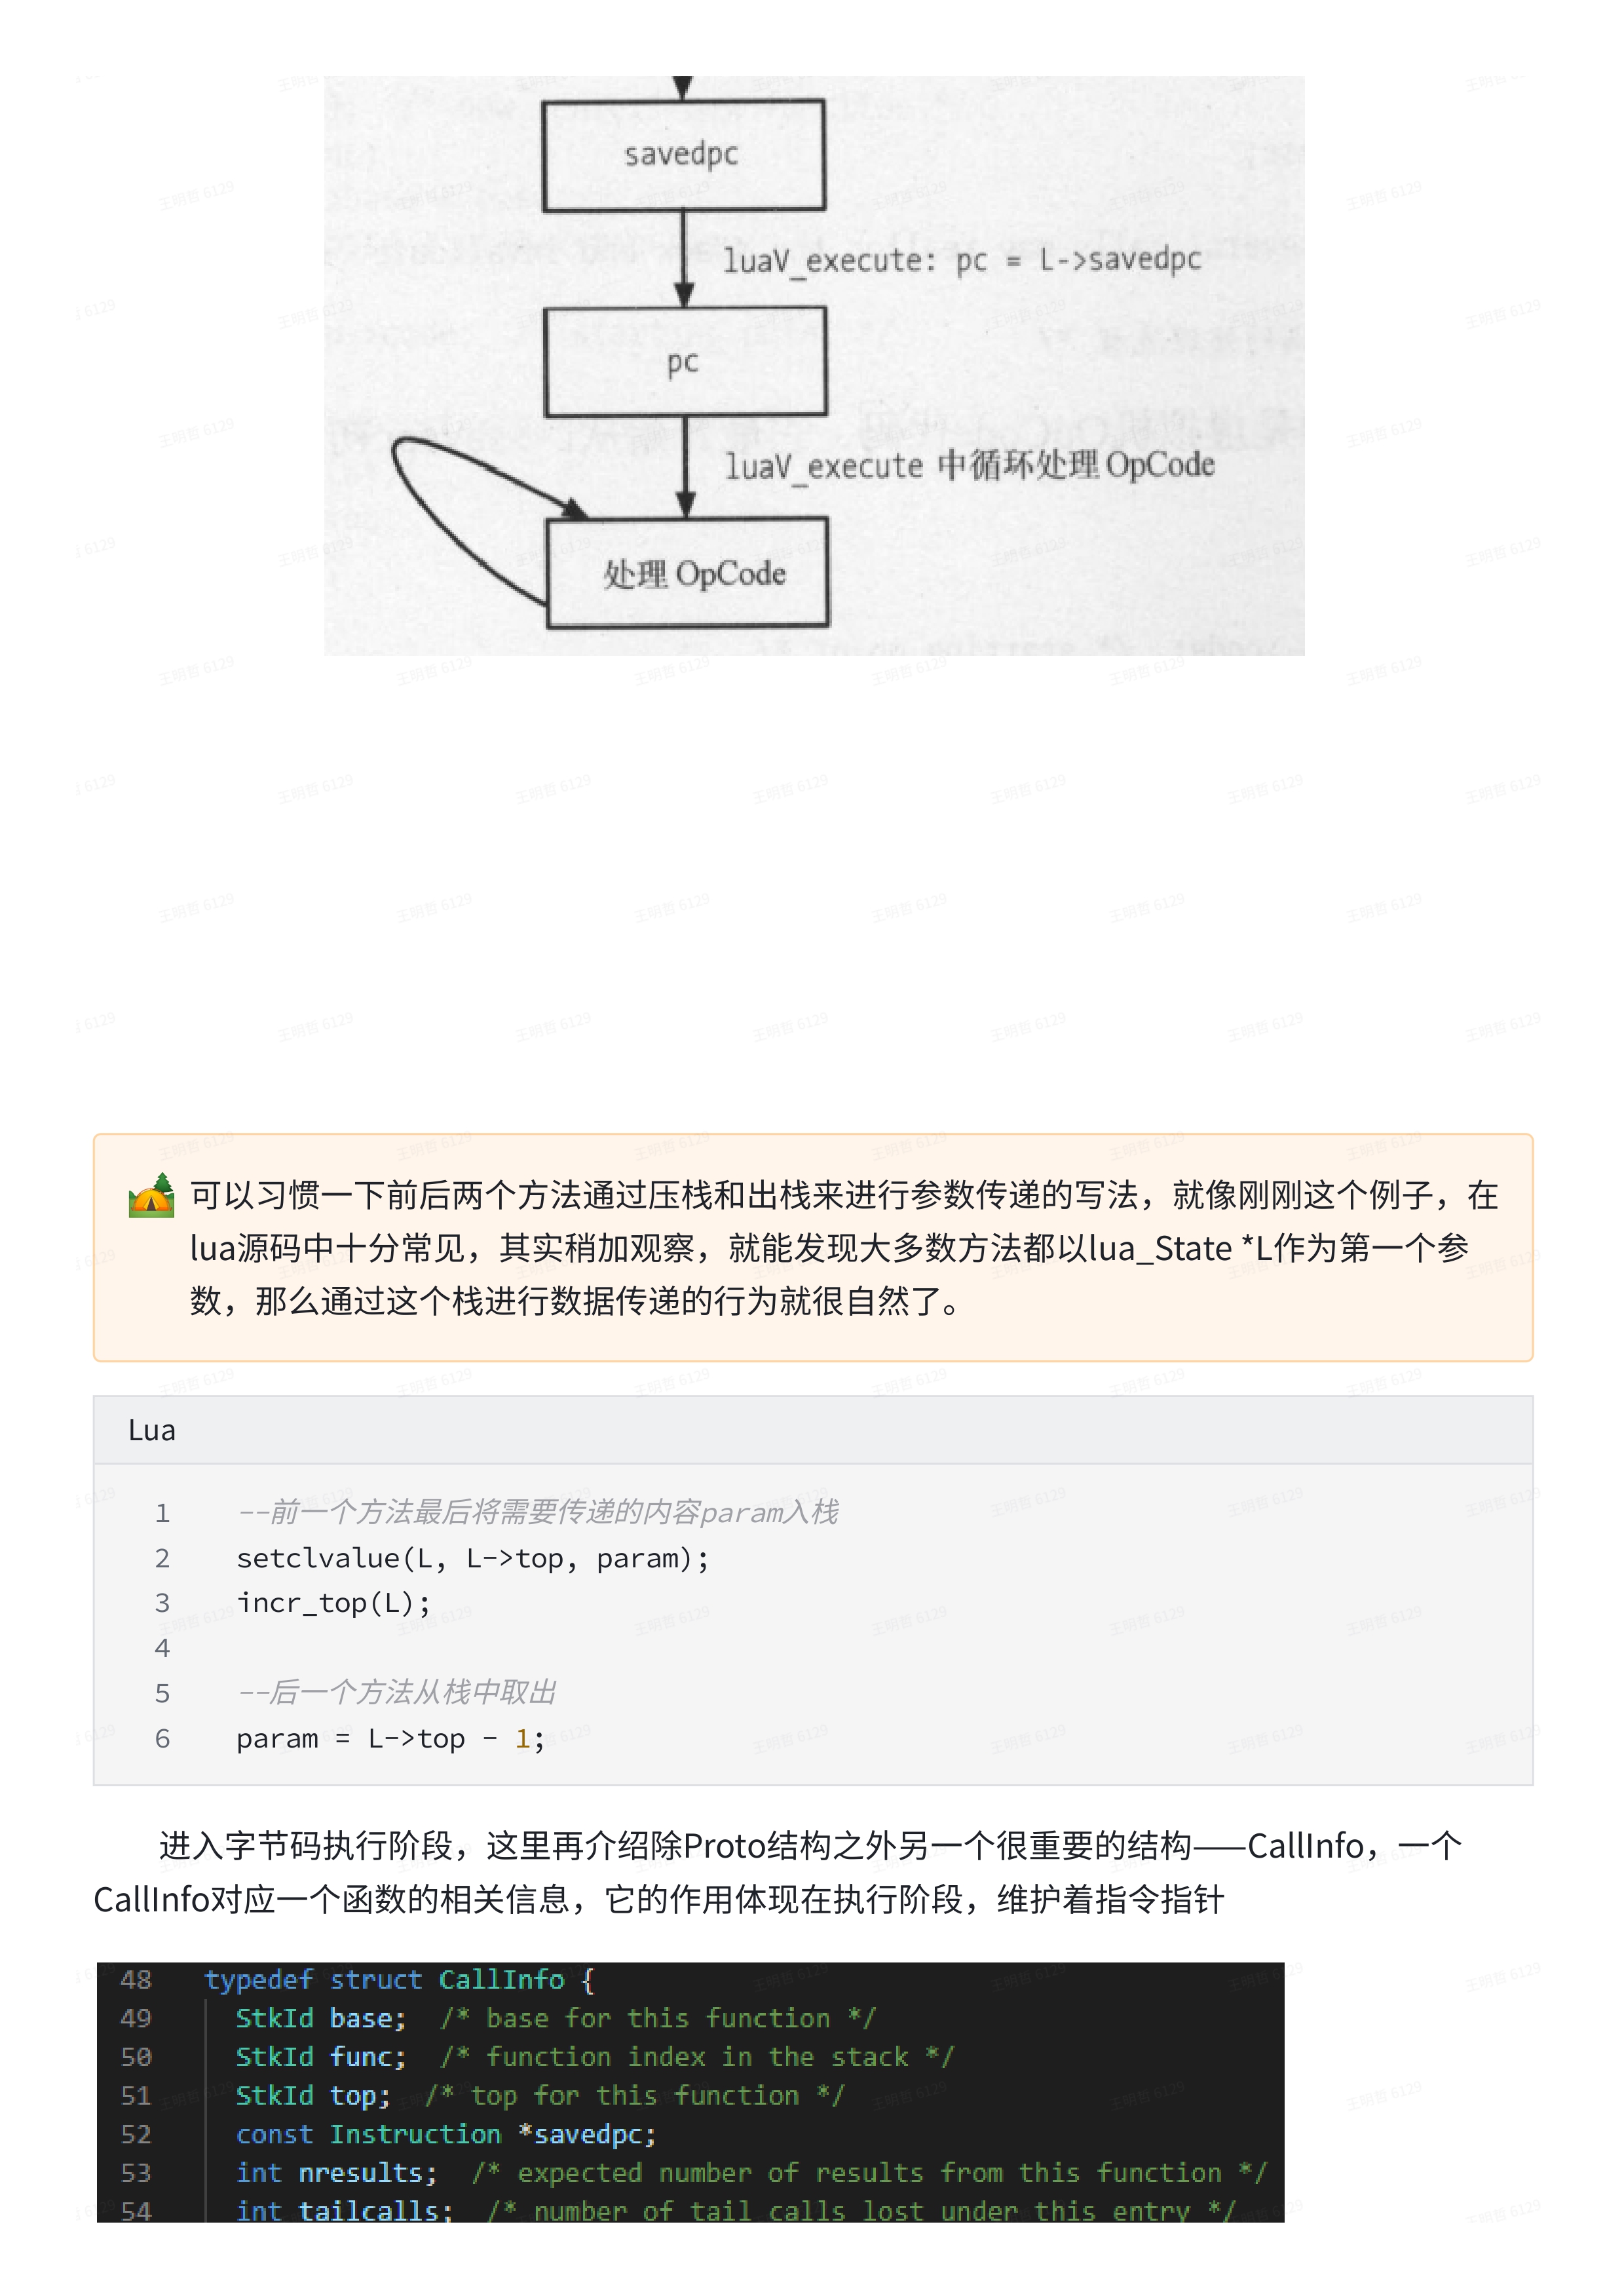 savedpc
luaV_execute: pc = L->savedpc
pc
luaV_execute 中循环处理 OpCode
处理 OpCode
可以习惯一下前后两个方法通过压栈和出栈来进行参数传递的写法，就像刚刚这个例子，在
lua源码中十分常见，其实稍加观察，就能发现大多数方法都以lua_State *L作为第一个参
数，那么通过这个栈进行数据传递的行为就很自然了。
Lua
1 --前一个方法最后将需要传递的内容param入栈
2 setclvalue(L, L->top, param);
3 incr_top(L);
4
5 --后一个方法从栈中取出
6 param = L->top - 1;
进入字节码执行阶段，这里再介绍除Proto结构之外另一个很重要的结构——CallInfo，一个
CallInfo对应一个函数的相关信息，它的作用体现在执行阶段，维护着指令指针
48 typedef struct CallInfo {
49 StkId base; /* base for this function */
50 StkId func; /* function index in the stack */
51 StkId top; /* top for this function */
52 const Instruction *savedpc;
53 int nresults; /* expected number of results from this function */
54 int tailcalls; /* number of tail calls lost under this entry */
王明哲 6129